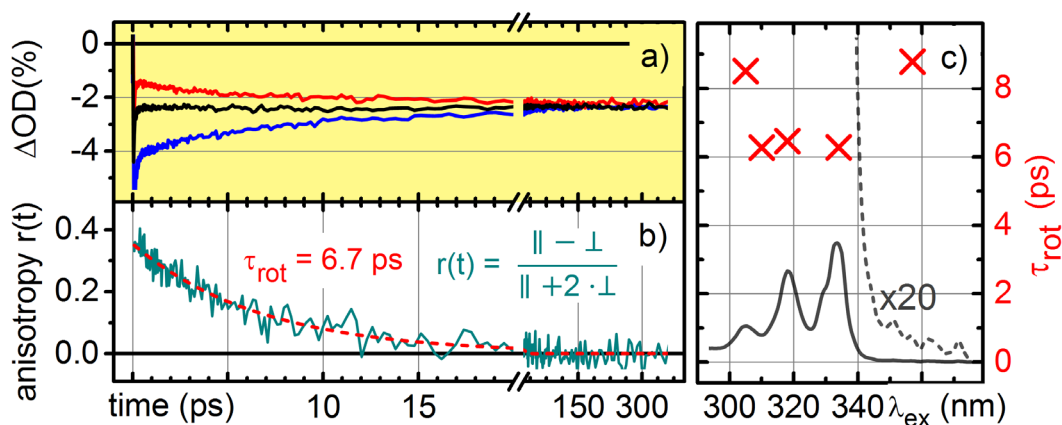 ΔOD(%)
0
-2
-4
a)
anisotropy r(t)
0.4
0.2
0.0
b)
τrot = 6.7 ps
r(t) = ∥ − ⊥ / ∥ +2 · ⊥
time (ps) 10 15 150 300
c)
x20
300 320 340 λex (nm)
8
6
4
2
0
τrot (ps)